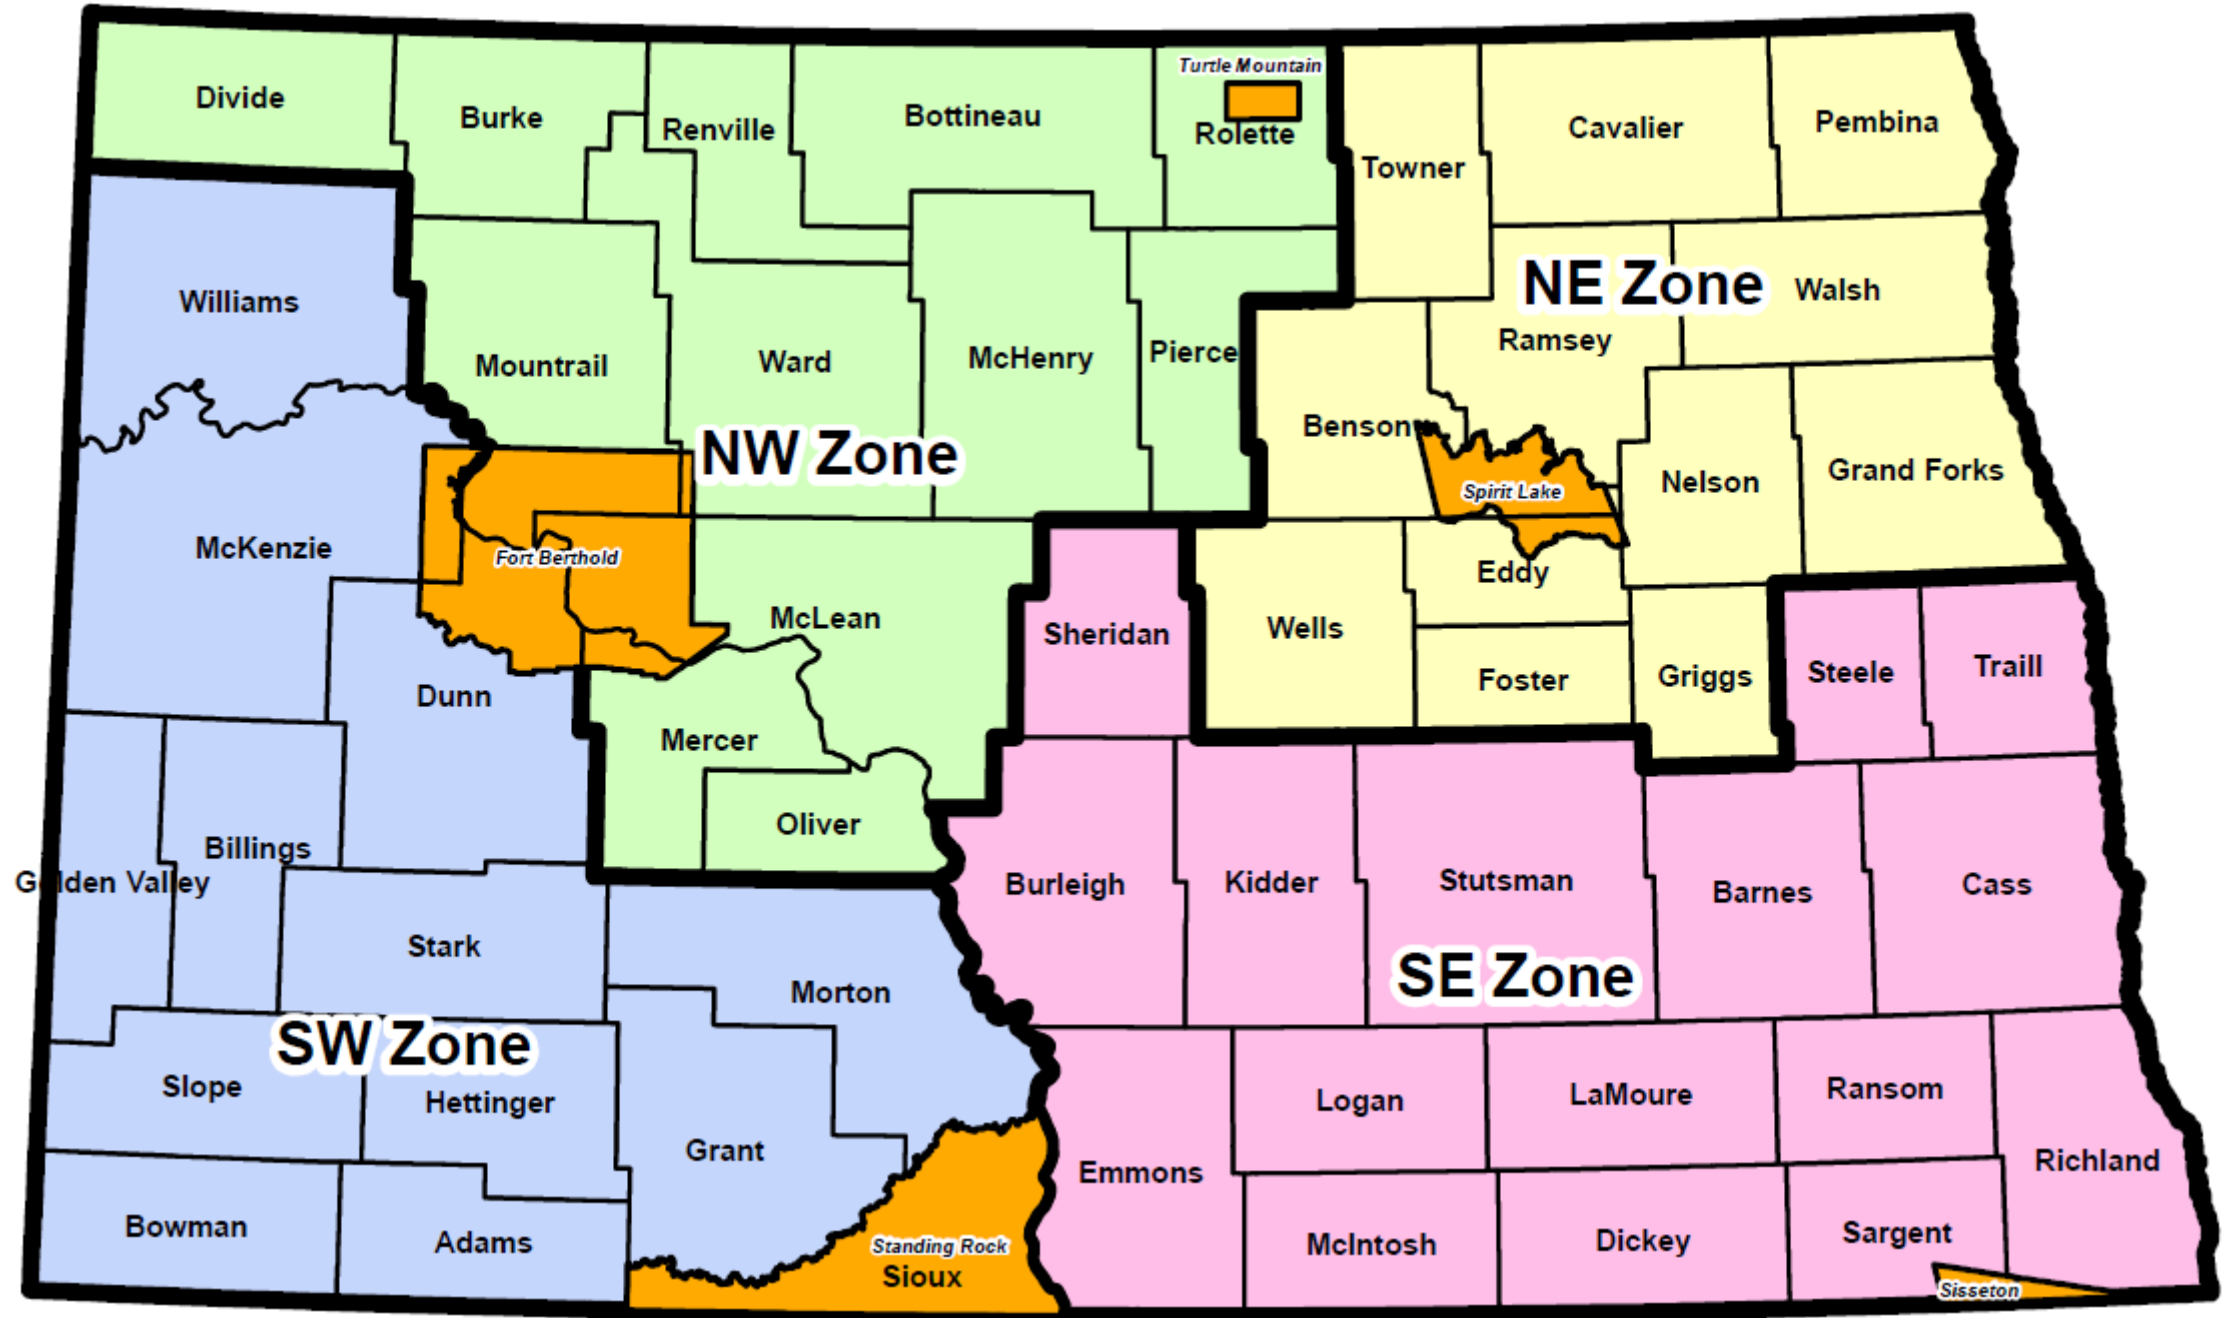 Turtle Mountain
Divide
Burke
Renville
Bottineau
Rolette
Towner
Cavalier
Pembina
Williams
Mountrail
Ward
McHenry
Pierce
NE Zone
Walsh
Ramsey
Benson
NW Zone
Spirit Lake
Nelson
Grand Forks
McKenzie
Fort Berthold
McLean
Sheridan
Wells
Eddy
Foster
Griggs
Steele
Traill
Dunn
Mercer
Oliver
Billings
Golden Valley
Burleigh
Kidder
Stutsman
Barnes
Cass
Stark
Morton
SE Zone
SW Zone
Slope
Hettinger
Grant
Emmons
Logan
LaMoure
Ransom
Richland
Bowman
Adams
Standing Rock
Sioux
McIntosh
Dickey
Sargent
Sisseton